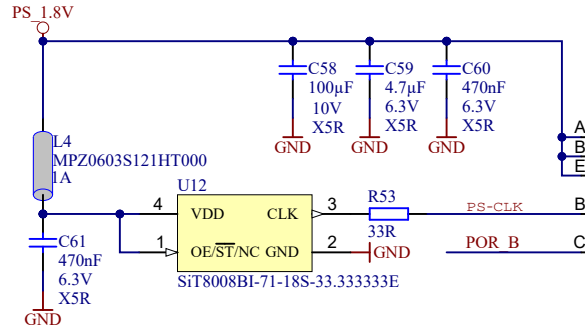 PS_1.8V
C58
100µF
10V
X5R
GND
C59
4.7µF
6.3V
X5R
GND
C60
470nF
6.3V
X5R
GND
A
B
E
L4
MPZ0603S121HT000
1A
C61
470nF
6.3V
X5R
GND
U12
4
VDD
CLK
3
1
OE/ST/NC
GND
2
GND
SiT8008BI-71-18S-33.333333E
R53
33R
PS-CLK
B
POR_B
C